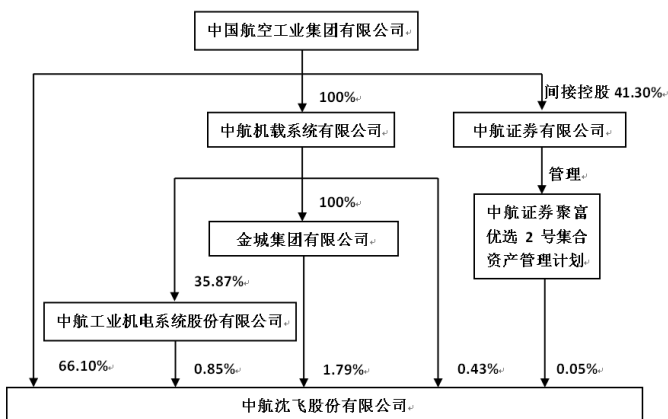 中国航空工业集团有限公司
间接控股 41.30%
100%
中航机载系统有限公司
中航证券有限公司
管理
100%
中航证券聚富
优选 2 号集合
资产管理计划
金城集团有限公司
35.87%
中航工业机电系统股份有限公司
66.10%
0.85%
1.79%
0.43%
0.05%
中航沈飞股份有限公司